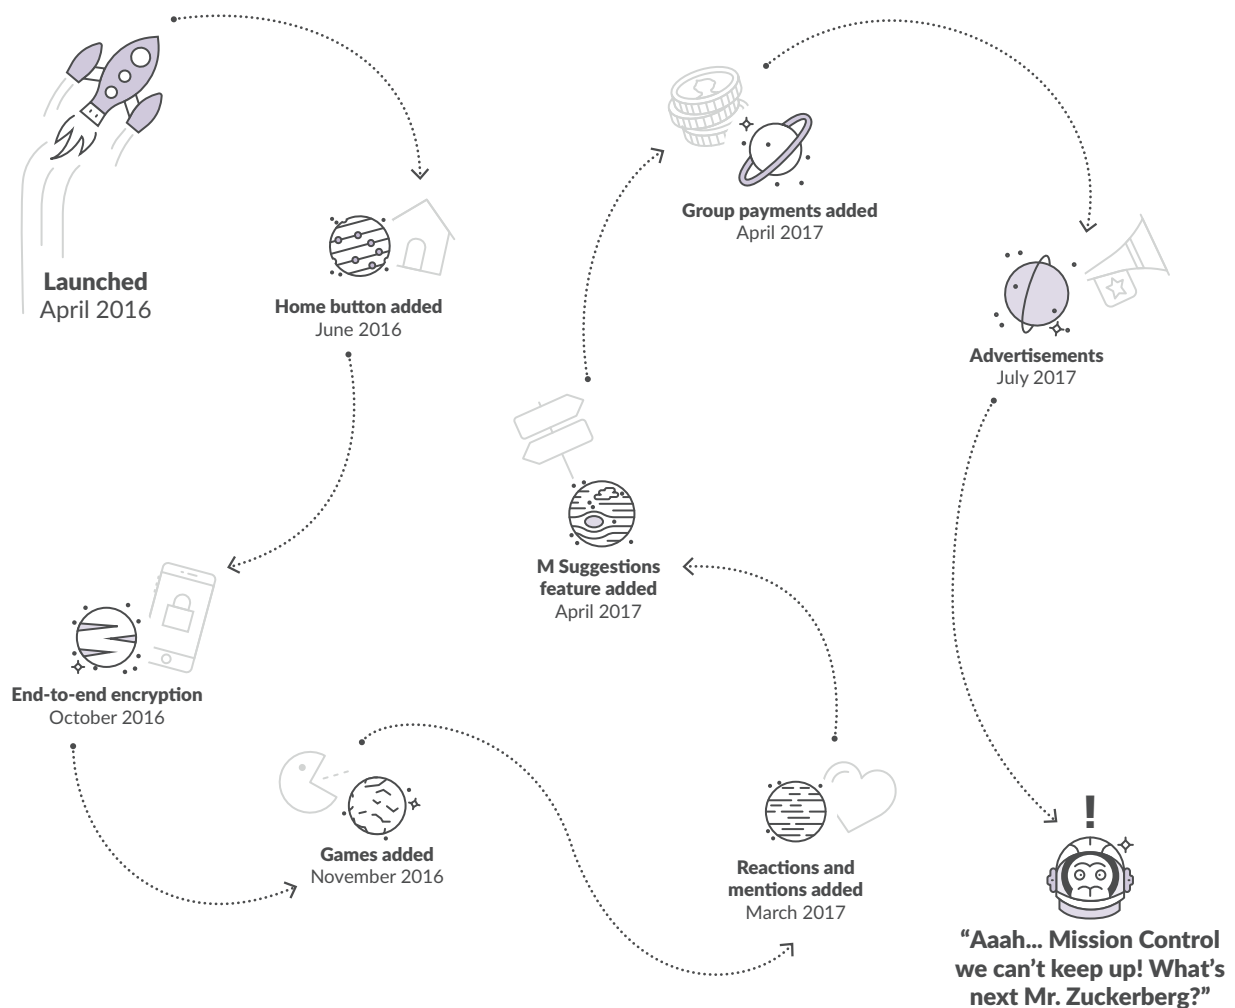 Launched
April 2016
Home button added
June 2016
End-to-end encryption
October 2016
Games added
November 2016
Reactions and
mentions added
March 2017
M Suggestions
feature added
April 2017
Group payments added
April 2017
Advertisements
July 2017
!
“Aaah... Mission Control
we can’t keep up! What’s
next Mr. Zuckerberg?”